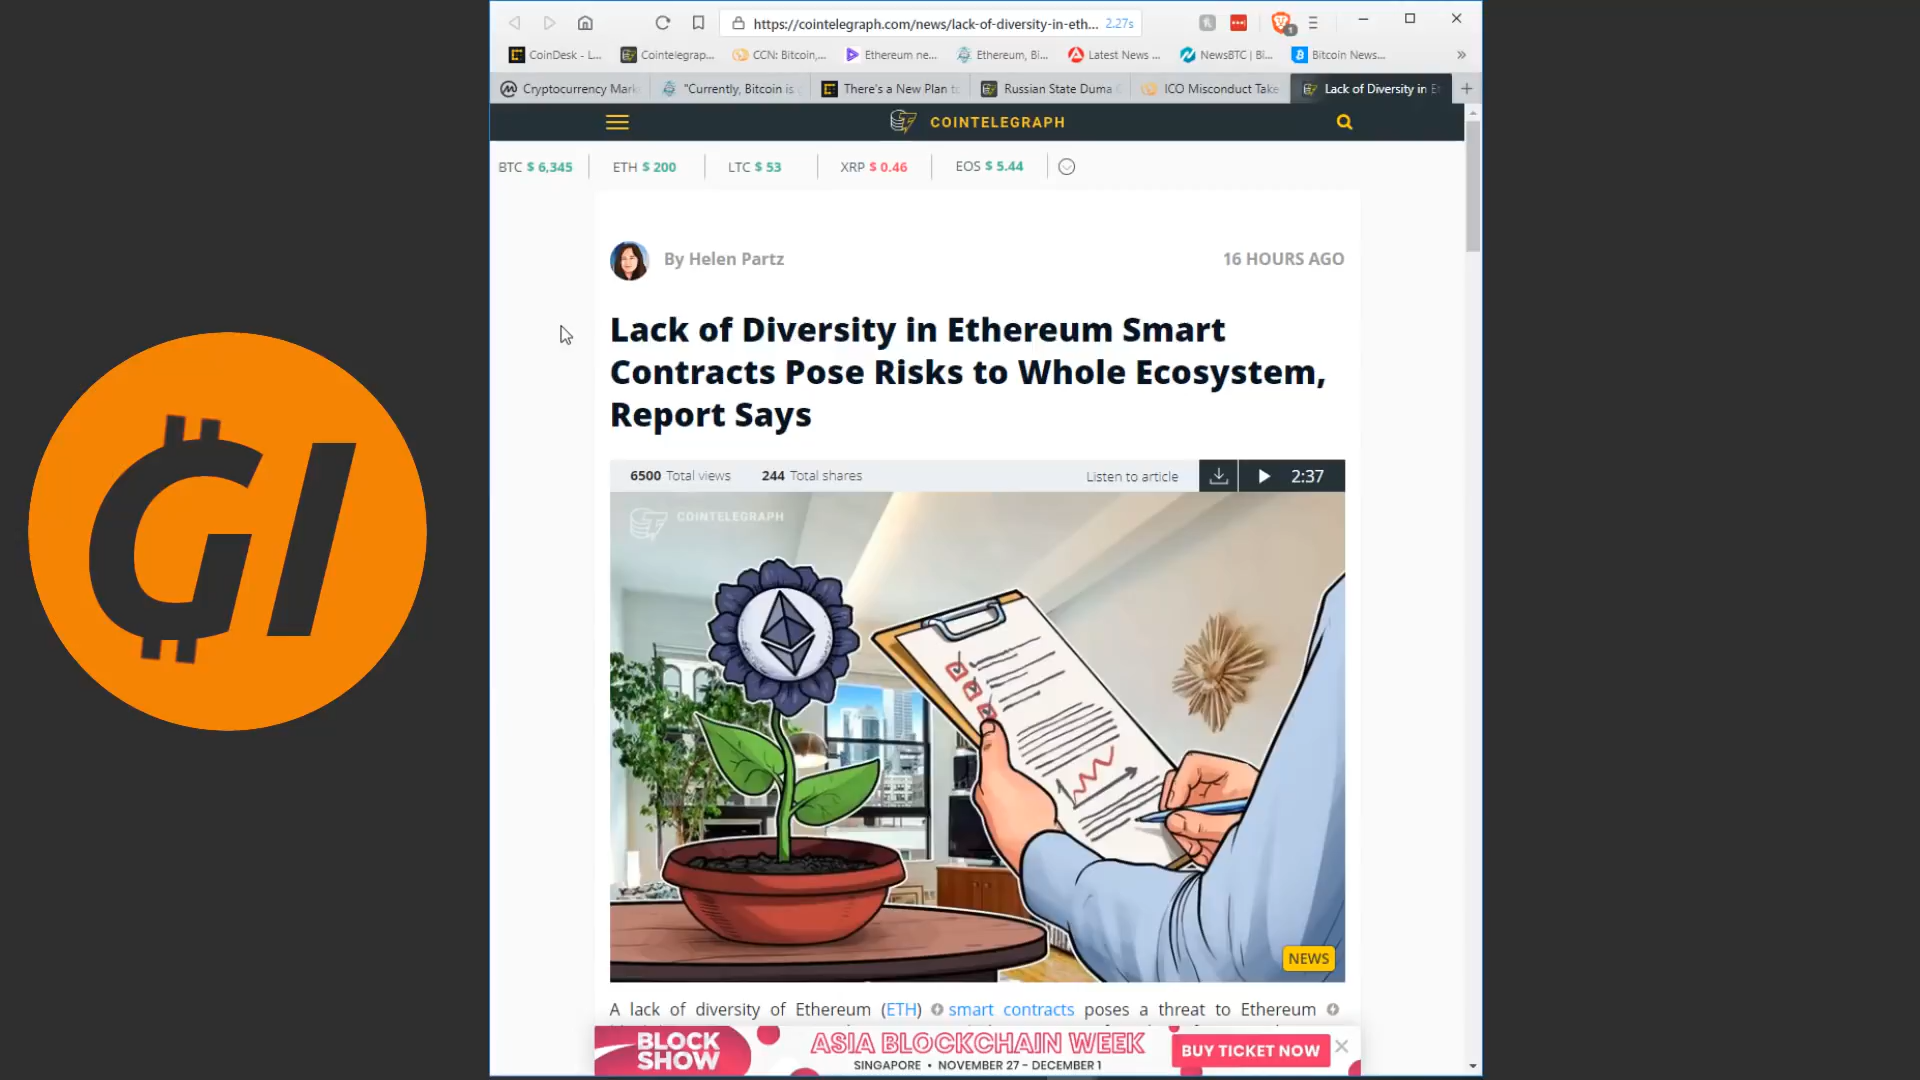 https://cointelegraph.com/news/lack-of-diversity-in-eth... 2.27s
CoinDesk - L... Cointelegrap... CCN: Bitcoin,... Ethereum ne... Ethereum, Bi... Latest News ... NewsBTC | Bi... Bitcoin News... »
Cryptocurrency Mark "Currently, Bitcoin is There's a New Plan to Russian State Duma ICO Misconduct Take Lack of Diversity in Et
COINTELEGRAPH
BTC $ 6,345 ETH $ 200 LTC $ 53 XRP $ 0.46 EOS $ 5.44
By Helen Partz 16 HOURS AGO
Lack of Diversity in Ethereum Smart
Contracts Pose Risks to Whole Ecosystem,
Report Says
6500 Total views 244 Total shares Listen to article 2:37
COINTELEGRAPH
GI
NEWS
A lack of diversity of Ethereum (ETH) smart contracts poses a threat to Ethereum
BLOCK
SHOW
ASIA BLOCKCHAIN WEEK
SINGAPORE • NOVEMBER 27 - DECEMBER 1
BUY TICKET NOW